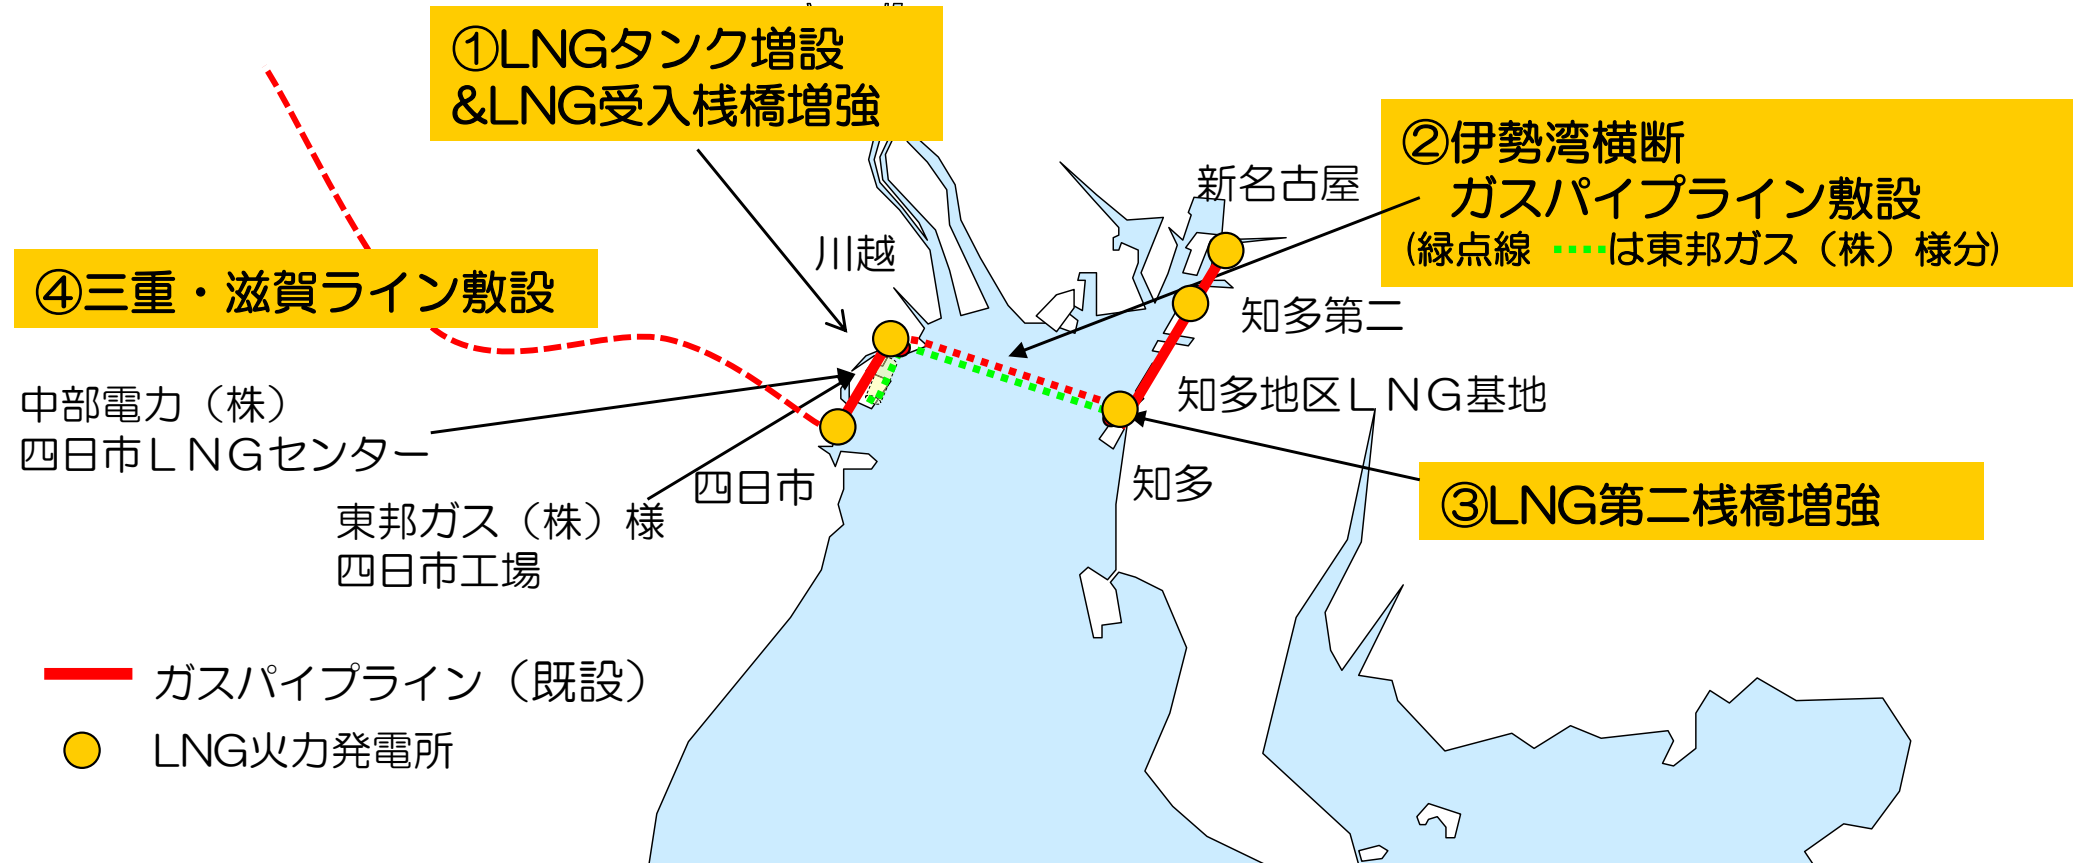 ①LNGタンク増設
&LNG受入桟橋増強
②伊勢湾横断
ガスパイプライン敷設
(緑点線 は東邦ガス（株）様分)
新名古屋
川越
④三重・滋賀ライン敷設
知多第二
中部電力（株）
四日市ＬＮＧセンター
知多地区ＬＮＧ基地
四日市
知多
③LNG第二桟橋増強
東邦ガス（株）様
四日市工場
ガスパイプライン（既設）
LNG火力発電所